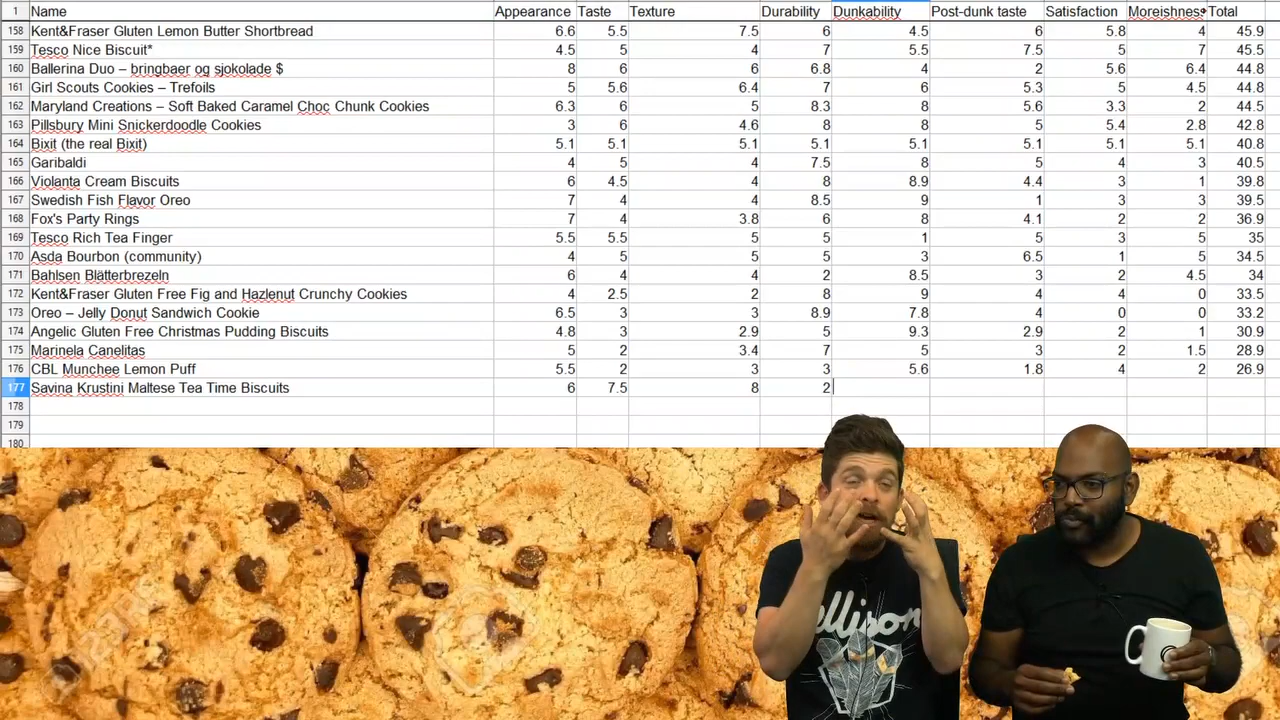 1 Name Appearance Taste Texture Durability Dunkability Post-dunk taste Satisfaction Moreishness Total
158 Kent&Fraser Gluten Lemon Butter Shortbread 6.6 5.5 7.5 6 4.5 6 5.8 4 45.9
159 Tesco Nice Biscuit* 4.5 5 4 7 5.5 7.5 5 7 45.5
160 Ballerina Duo – bringbaer og sjokolade $ 8 6 6 6.8 4 2 5.6 6.4 44.8
161 Girl Scouts Cookies – Trefoils 5 5.6 6.4 7 6 5.3 5 4.5 44.8
162 Maryland Creations – Soft Baked Caramel Choc Chunk Cookies 6.3 6 5 8.3 8 5.6 3.3 2 44.5
163 Pillsbury Mini Snickerdoodle Cookies 3 6 4.6 8 8 5 5.4 2.8 42.8
164 Bixit (the real Bixit) 5.1 5.1 5.1 5.1 5.1 5.1 5.1 5.1 40.8
165 Garibaldi 4 5 4 7.5 8 5 4 3 40.5
166 Violanta Cream Biscuits 6 4.5 4 8 8.9 4.4 3 1 39.8
167 Swedish Fish Flavor Oreo 7 4 4 8.5 9 1 3 3 39.5
168 Fox's Party Rings 7 4 3.8 6 8 4.1 2 2 36.9
169 Tesco Rich Tea Finger 5.5 5.5 5 5 1 5 3 5 35
170 Asda Bourbon (community) 4 5 5 5 3 6.5 1 5 34.5
171 Bahlsen Blätterbrezeln 6 4 4 2 8.5 3 2 4.5 34
172 Kent&Fraser Gluten Free Fig and Hazlenut Crunchy Cookies 4 2.5 2 8 9 4 4 0 33.5
173 Oreo – Jelly Donut Sandwich Cookie 6.5 3 3 8.9 7.8 4 0 0 33.2
174 Angelic Gluten Free Christmas Pudding Biscuits 4.8 3 2.9 5 9.3 2.9 2 1 30.9
175 Marinela Canelitas 5 2 3.4 7 5 3 2 1.5 28.9
176 CBL Munchee Lemon Puff 5.5 2 3 3 5.6 1.8 4 2 26.9
177 Savina Krustini Maltese Tea Time Biscuits 6 7.5 8 2
178
179
180
123RF